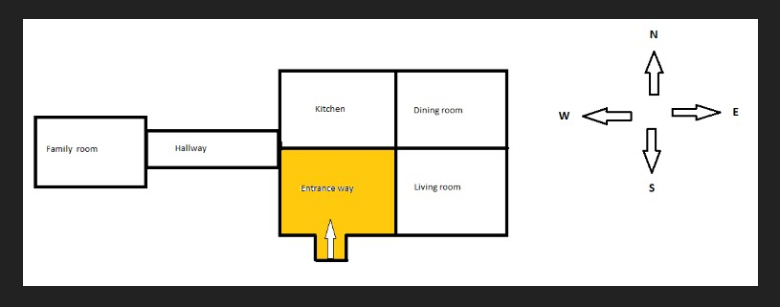 N
Kitchen
Dining room
W
E
Family room
Hallway
Entrance way
Living room
S